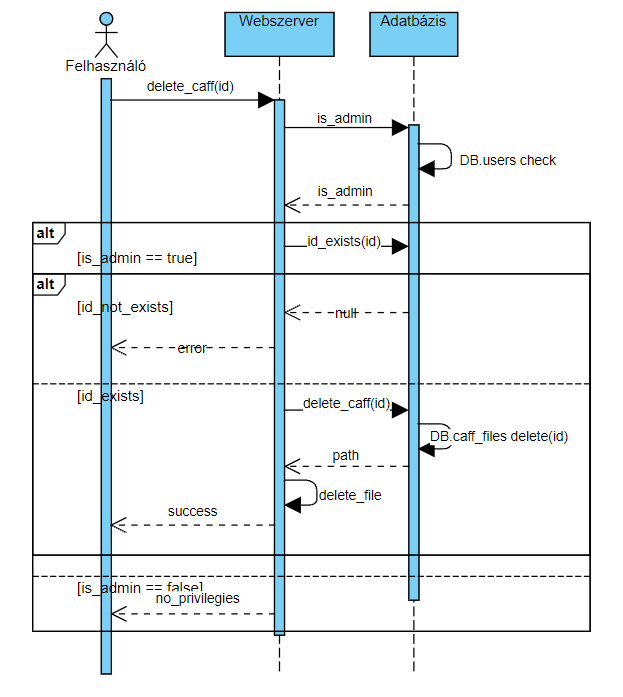 Webszerver
Adatbázis
Felhasználó
delete_caff(id)
is_admin
DB.users check
is_admin
alt
id_exists(id)
[is_admin == true]
alt
[id_not_exists]
null
error
[id_exists]
delete_caff(id)
DB.caff_files delete(id)
path
delete_file
success
[is_admin == false]
no_privilegies